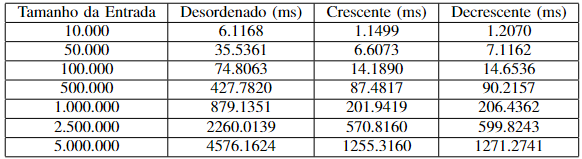 Tamanho da Entrada Desordenado (ms) Crescente (ms) Decrescente (ms)
10.000 6.1168 1.1499 1.2070
50.000 35.5361 6.6073 7.1162
100.000 74.8063 14.1890 14.6536
500.000 427.7820 87.4817 90.2157
1.000.000 879.1351 201.9419 206.4362
2.500.000 2260.0139 570.8160 599.8243
5.000.000 4576.1624 1255.3160 1271.2741